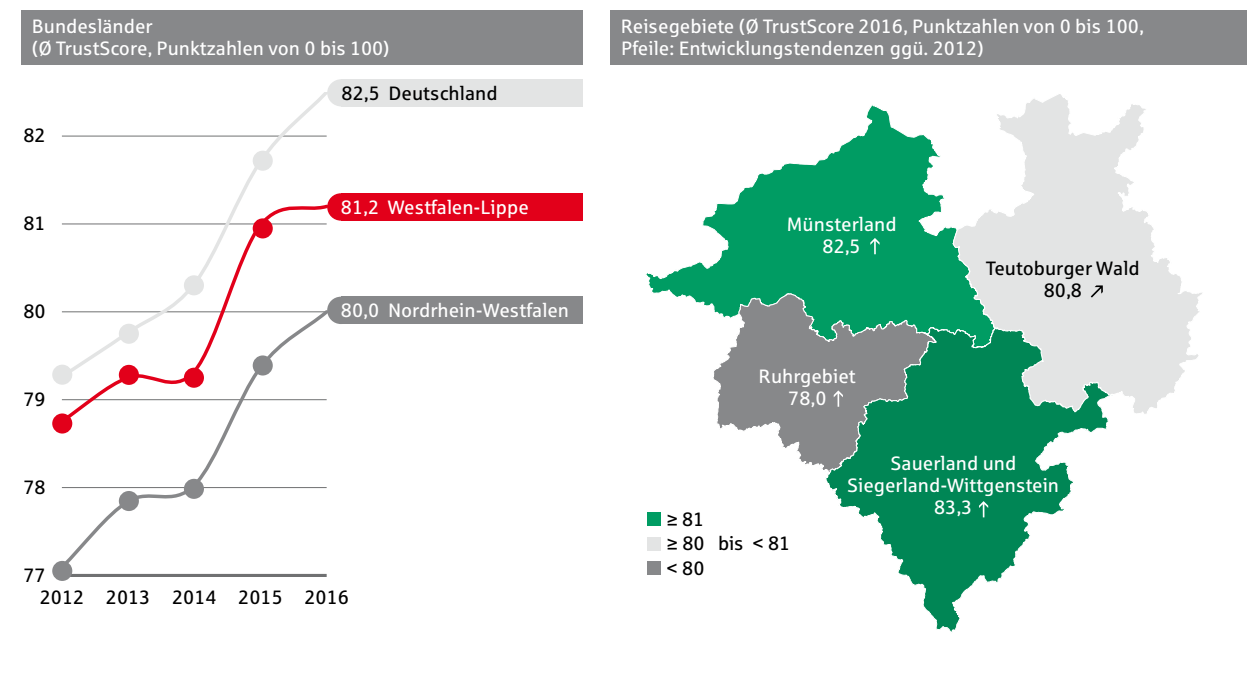 Bundesländer
(Ø TrustScore, Punktzahlen von 0 bis 100)
82,5 Deutschland
82
81,2 Westfalen-Lippe
81
80,0 Nordrhein-Westfalen
80
79
78
77
2012 2013 2014 2015 2016
Reisegebiete (Ø TrustScore 2016, Punktzahlen von 0 bis 100,
Pfeile: Entwicklungstendenzen ggü. 2012)
Münsterland
82,5 ↑
Teutoburger Wald
80,8 ↗
Ruhrgebiet
78,0 ↑
Sauerland und
Siegerland-Wittgenstein
83,3 ↑
≥ 81
≥ 80 bis < 81
< 80